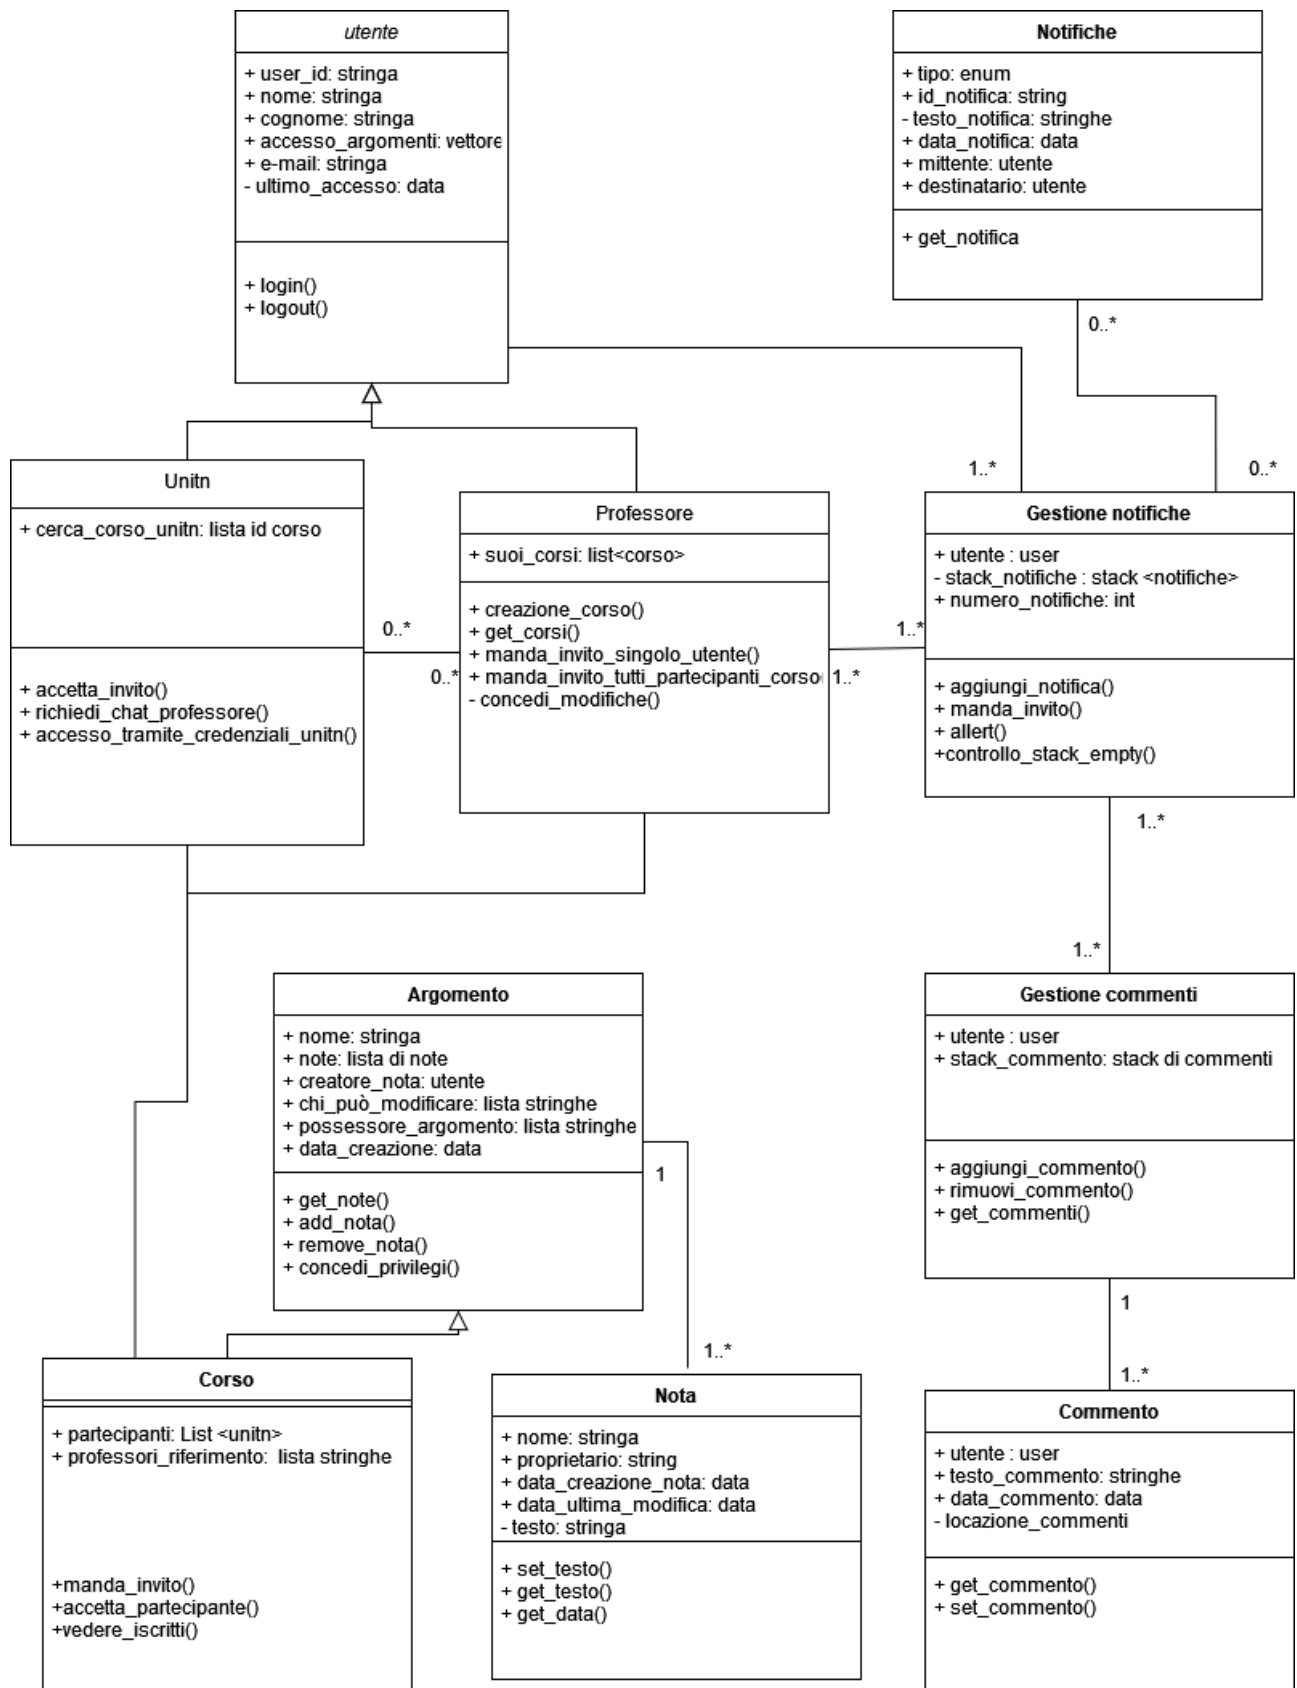 utente
+ user_id: stringa
+ nome: stringa
+ cognome: stringa
+ accesso_argomenti: vettore
+ e-mail: stringa
- ultimo_accesso: data
+ login()
+ logout()
Notifiche
+ tipo: enum
+ id_notifica: string
- testo_notifica: stringhe
+ data_notifica: data
+ mittente: utente
+ destinatario: utente
+ get_notifica
0..*
1..*
0..*
Unitn
+ cerca_corso_unitn: lista id corso
+ accetta_invito()
+ richiedi_chat_professore()
+ accesso_tramite_credenziali_unitn()
0..*
0..*
Professore
+ suoi_corsi: list<corso>
+ creazione_corso()
+ get_corsi()
+ manda_invito_singolo_utente()
+ manda_invito_tutti_partecipanti_corso(
- concedi_modifiche()
1..*
1..*
Gestione notifiche
+ utente : user
- stack_notifiche : stack <notifiche>
+ numero_notifiche: int
+ aggiungi_notifica()
+ manda_invito()
+ allert()
+controllo_stack_empty()
1..*
1..*
Argomento
+ nome: stringa
+ note: lista di note
+ creatore_nota: utente
+ chi_può_modificare: lista stringhe
+ possessore_argomento: lista stringhe
+ data_creazione: data
+ get_note()
+ add_nota()
+ remove_nota()
+ concedi_privilegi()
1
1..*
Gestione commenti
+ utente : user
+ stack_commento: stack di commenti
+ aggiungi_commento()
+ rimuovi_commento()
+ get_commenti()
1
1..*
Corso
+ partecipanti: List <unitn>
+ professori_riferimento: lista stringhe
+manda_invito()
+accetta_partecipante()
+vedere_iscritti()
Nota
+ nome: stringa
+ proprietario: string
+ data_creazione_nota: data
+ data_ultima_modifica: data
- testo: stringa
+ set_testo()
+ get_testo()
+ get_data()
Commento
+ utente : user
+ testo_commento: stringhe
+ data_commento: data
- locazione_commenti
+ get_commento()
+ set_commento()